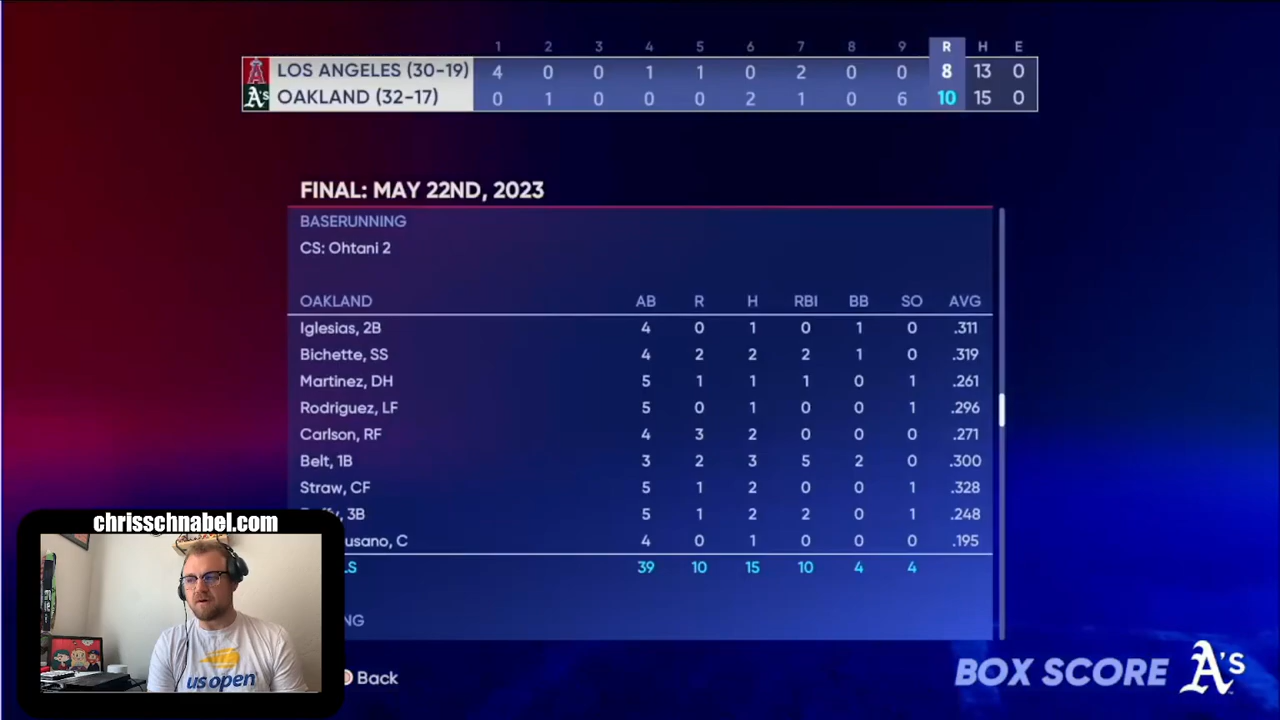 1 2 3 4 5 6 7 8 9 R H E
LOS ANGELES (30-19) 4 0 0 1 1 0 2 0 0 8 13 0
A's OAKLAND (32-17) 0 1 0 0 0 2 1 0 6 10 15 0
FINAL: MAY 22ND, 2023
BASERUNNING
CS: Ohtani 2
OAKLAND AB R H RBI BB SO AVG
Iglesias, 2B 4 0 1 0 1 0 .311
Bichette, SS 4 2 2 2 1 0 .319
Martinez, DH 5 1 1 1 0 1 .261
Rodriguez, LF 5 0 1 0 0 1 .296
Carlson, RF 4 3 2 0 0 0 .271
Belt, 1B 3 2 3 5 2 0 .300
Straw, CF 5 1 2 0 0 1 .328
3B 5 1 2 2 0 1 .248
usano, C 4 0 1 0 0 0 .195
LS 39 10 15 10 4 4
NG
chrisschnabel.com
us open
Back
BOX SCORE A's